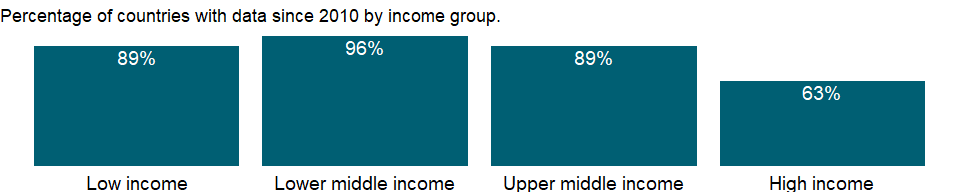 Percentage of countries with data since 2010 by income group.
89% 96% 89% 63%
Low income Lower middle income Upper middle income High income